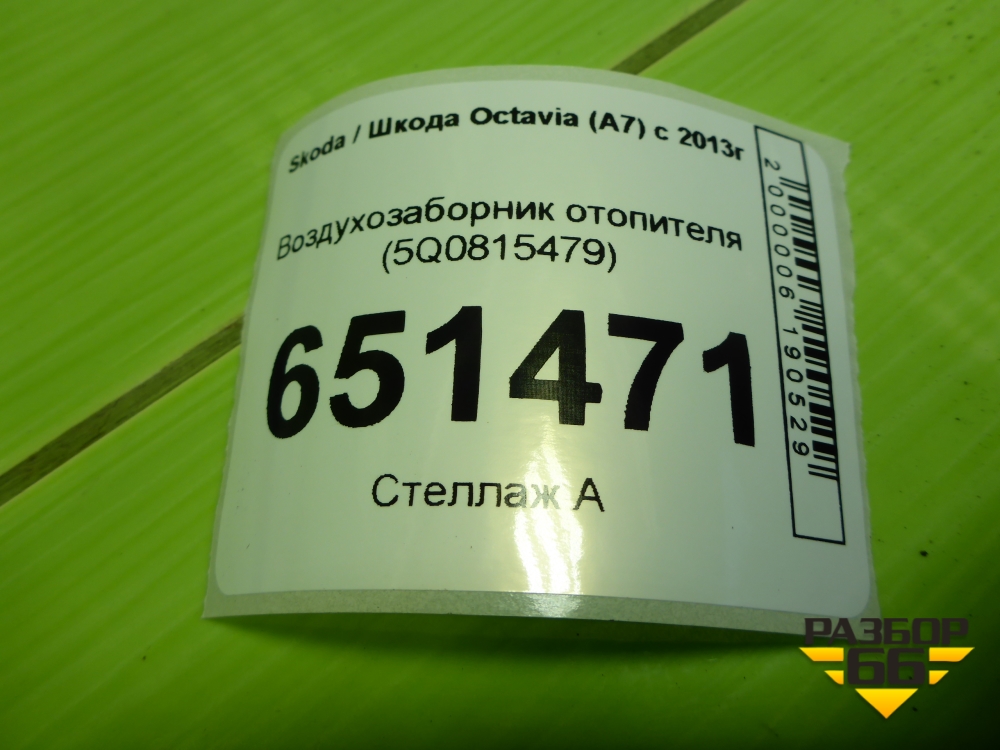 Skoda / Шкода Octavia (A7) с 2013г
Воздухозаборник отопителя
(5Q0815479)
651471
Стеллаж А
2000006190529
РАЗБОР
66